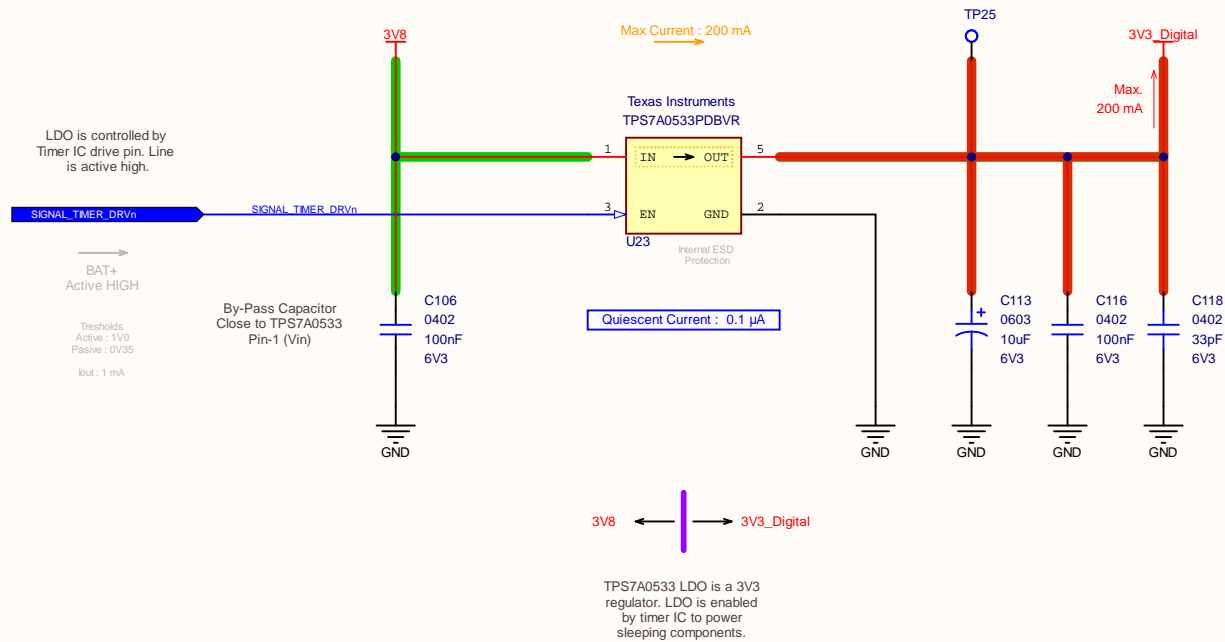 TP25
3V8
Max Current : 200 mA
3V3_Digital
Max.
200 mA
Texas Instruments
TPS7A0533PDBVR
LDO is controlled by
Timer IC drive pin. Line
is active high.
1
IN
OUT
5
SIGNAL_TIMER_DRVn
SIGNAL_TIMER_DRVn
3
EN
GND
2
U23
Internal ESD
Protection
BAT+
Active HIGH
Tresholds
Active : 1V0
Pasive : 0V35
Iout : 1 mA
By-Pass Capacitor
Close to TPS7A0533
Pin-1 (Vin)
C106
0402
100nF
6V3
Quiescent Current : 0.1 µA
+
C113
0603
10uF
6V3
C116
0402
100nF
6V3
C118
0402
33pF
6V3
GND
GND
GND
GND
GND
3V8
3V3_Digital
TPS7A0533 LDO is a 3V3
regulator. LDO is enabled
by timer IC to power
sleeping components.